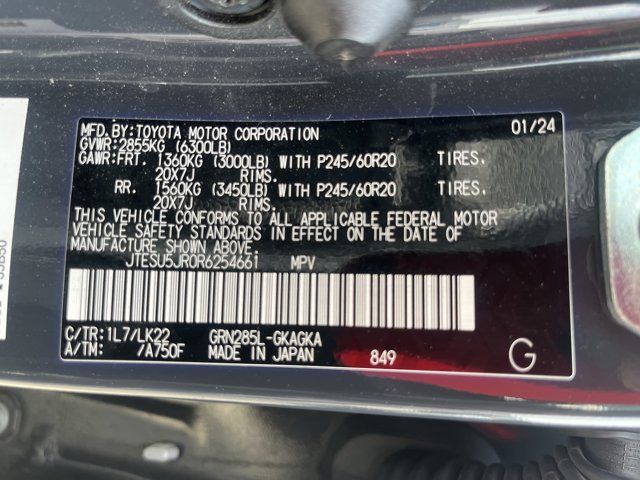 MFD. BY: TOYOTA MOTOR CORPORATION 01/24
GVWR: 2855KG (6300LB)
GAWR: FRT. 1360KG (3000LB) WITH P245/60R20 TIRES.
20X7J RIMS.
RR. 1560KG (3450LB) WITH P245/60R20 TIRES.
20X7J RIMS.
THIS VEHICLE CONFORMS TO ALL APPLICABLE FEDERAL MOTOR
VEHICLE SAFETY STANDARDS IN EFFECT ON THE DATE OF
MANUFACTURE SHOWN ABOVE.
JTESU5JR0R6254661 MPV
C/TR: 1L7/LK22 GRN285L-GKAGKA
A/TM: /A750F MADE IN JAPAN 849 G